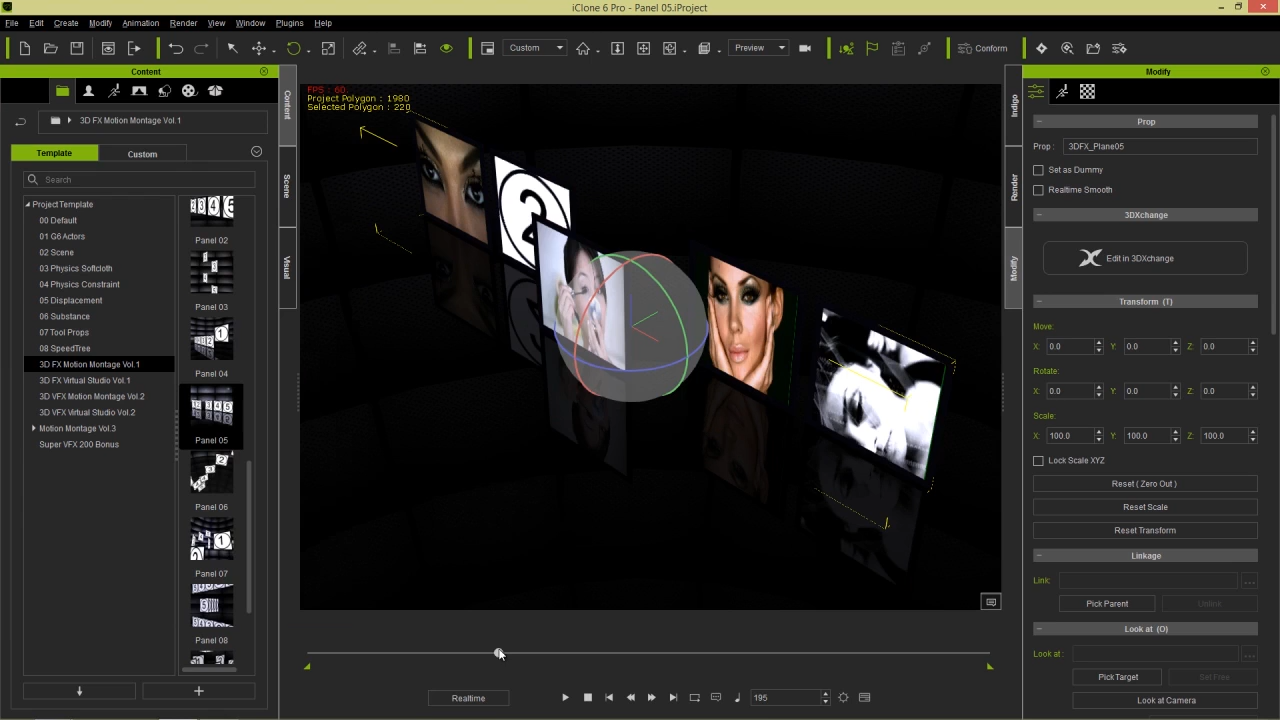 iClone 6 Pro - Panel 05.iProject
File Edit Create Modify Animation Render View Window Plugins Help
Custom Preview Conform
Content
3D FX Motion Montage Vol.1
Template Custom
Search
ProjectTemplate
00 Default
01 G6 Actors
02 Scene
03 Physics Softcloth
04 Physics Constraint
05 Displacement
06 Substance
07 Tool Props
08 SpeedTree
3D FX Motion Montage Vol.1
3D FX Virtual Studio Vol.1
3D VFX Motion Montage Vol.2
3D VFX Virtual Studio Vol.2
Motion Montage Vol.3
Super VFX 200 Bonus
Panel 02
Panel 03
Panel 04
Panel 05
Panel 06
Panel 07
Panel 08
Content
Scene
Visual
FPS : 60
Project Polygon : 1980
Selected Polygon : 220
2
Realtime
195
Indigo
Render
Modify
Modify
Prop
Prop : 3DFX_Plane05
Set as Dummy
Realtime Smooth
3DXchange
Edit in 3DXchange
Transform (T)
Move:
X: 0.0 Y: 0.0 Z: 0.0
Rotate:
X: 0.0 Y: 0.0 Z: 0.0
Scale:
X: 100.0 Y: 100.0 Z: 100.0
Lock Scale XYZ
Reset ( Zero Out )
Reset Scale
Reset Transform
Linkage
Link: ...
Pick Parent Unlink
Look at (O)
Look at : ...
Pick Target Set Free
Look at Camera